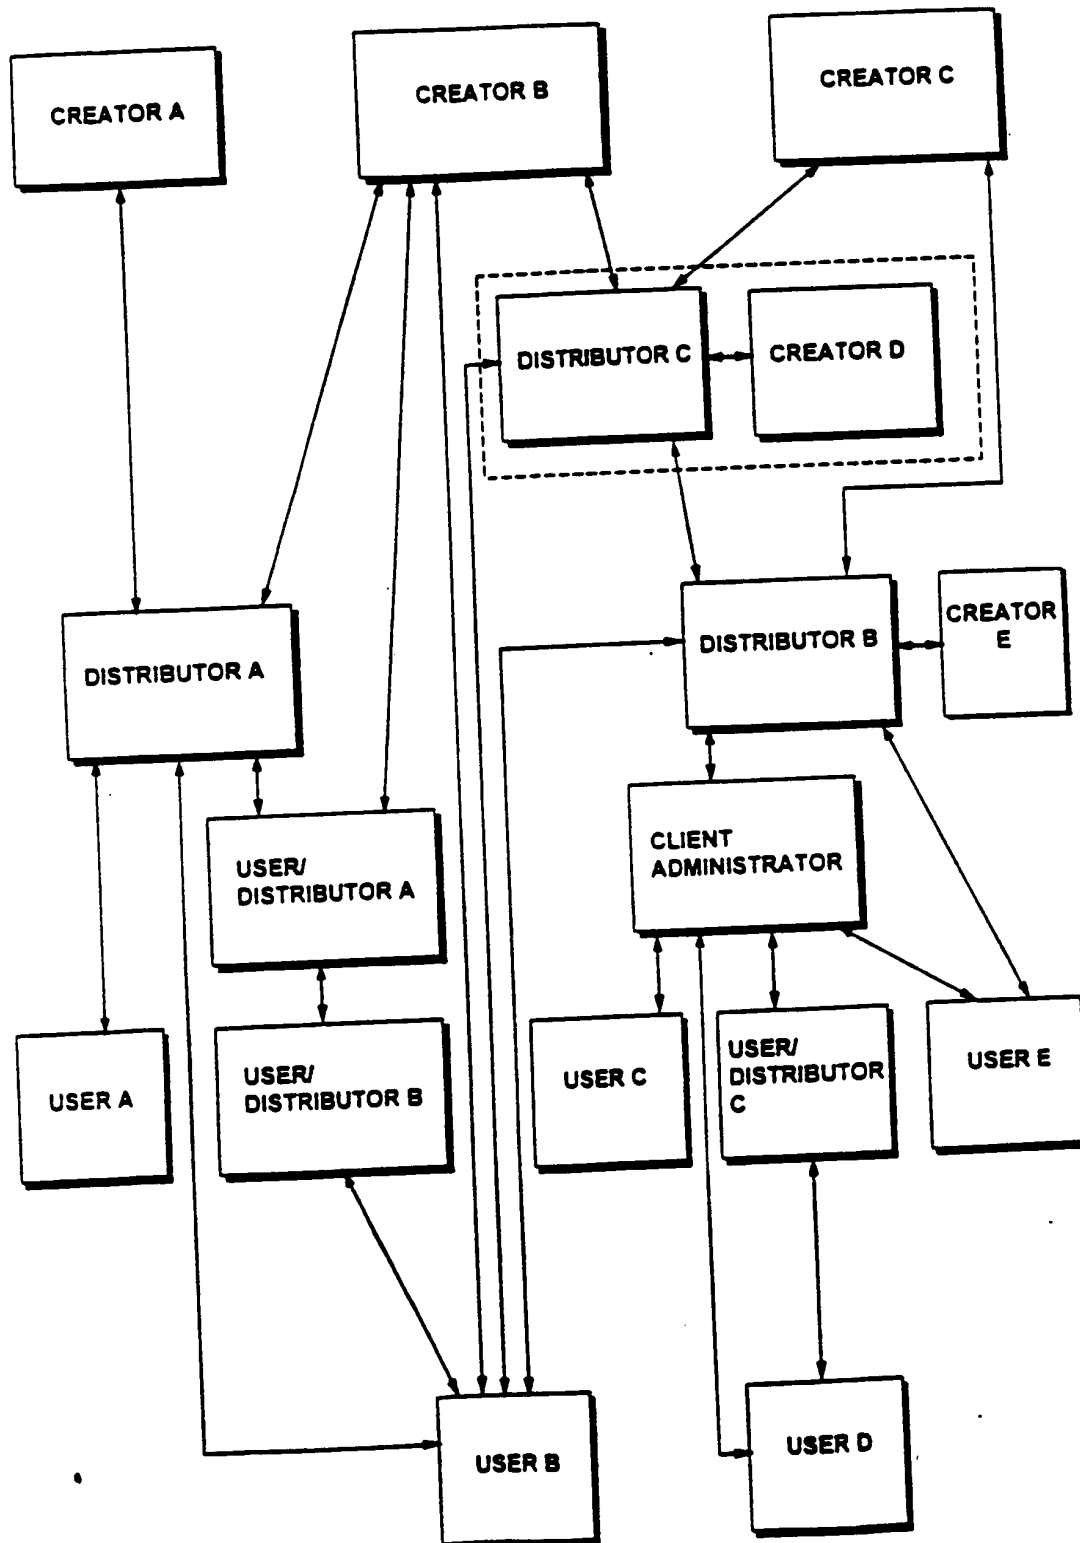 CREATOR A
CREATOR B
CREATOR C
DISTRIBUTOR C
CREATOR D
DISTRIBUTOR A
DISTRIBUTOR B
CREATOR
E
USER/
DISTRIBUTOR A
CLIENT
ADMINISTRATOR
USER A
USER/
DISTRIBUTOR B
USER C
USER/
DISTRIBUTOR
C
USER E
USER B
USER D